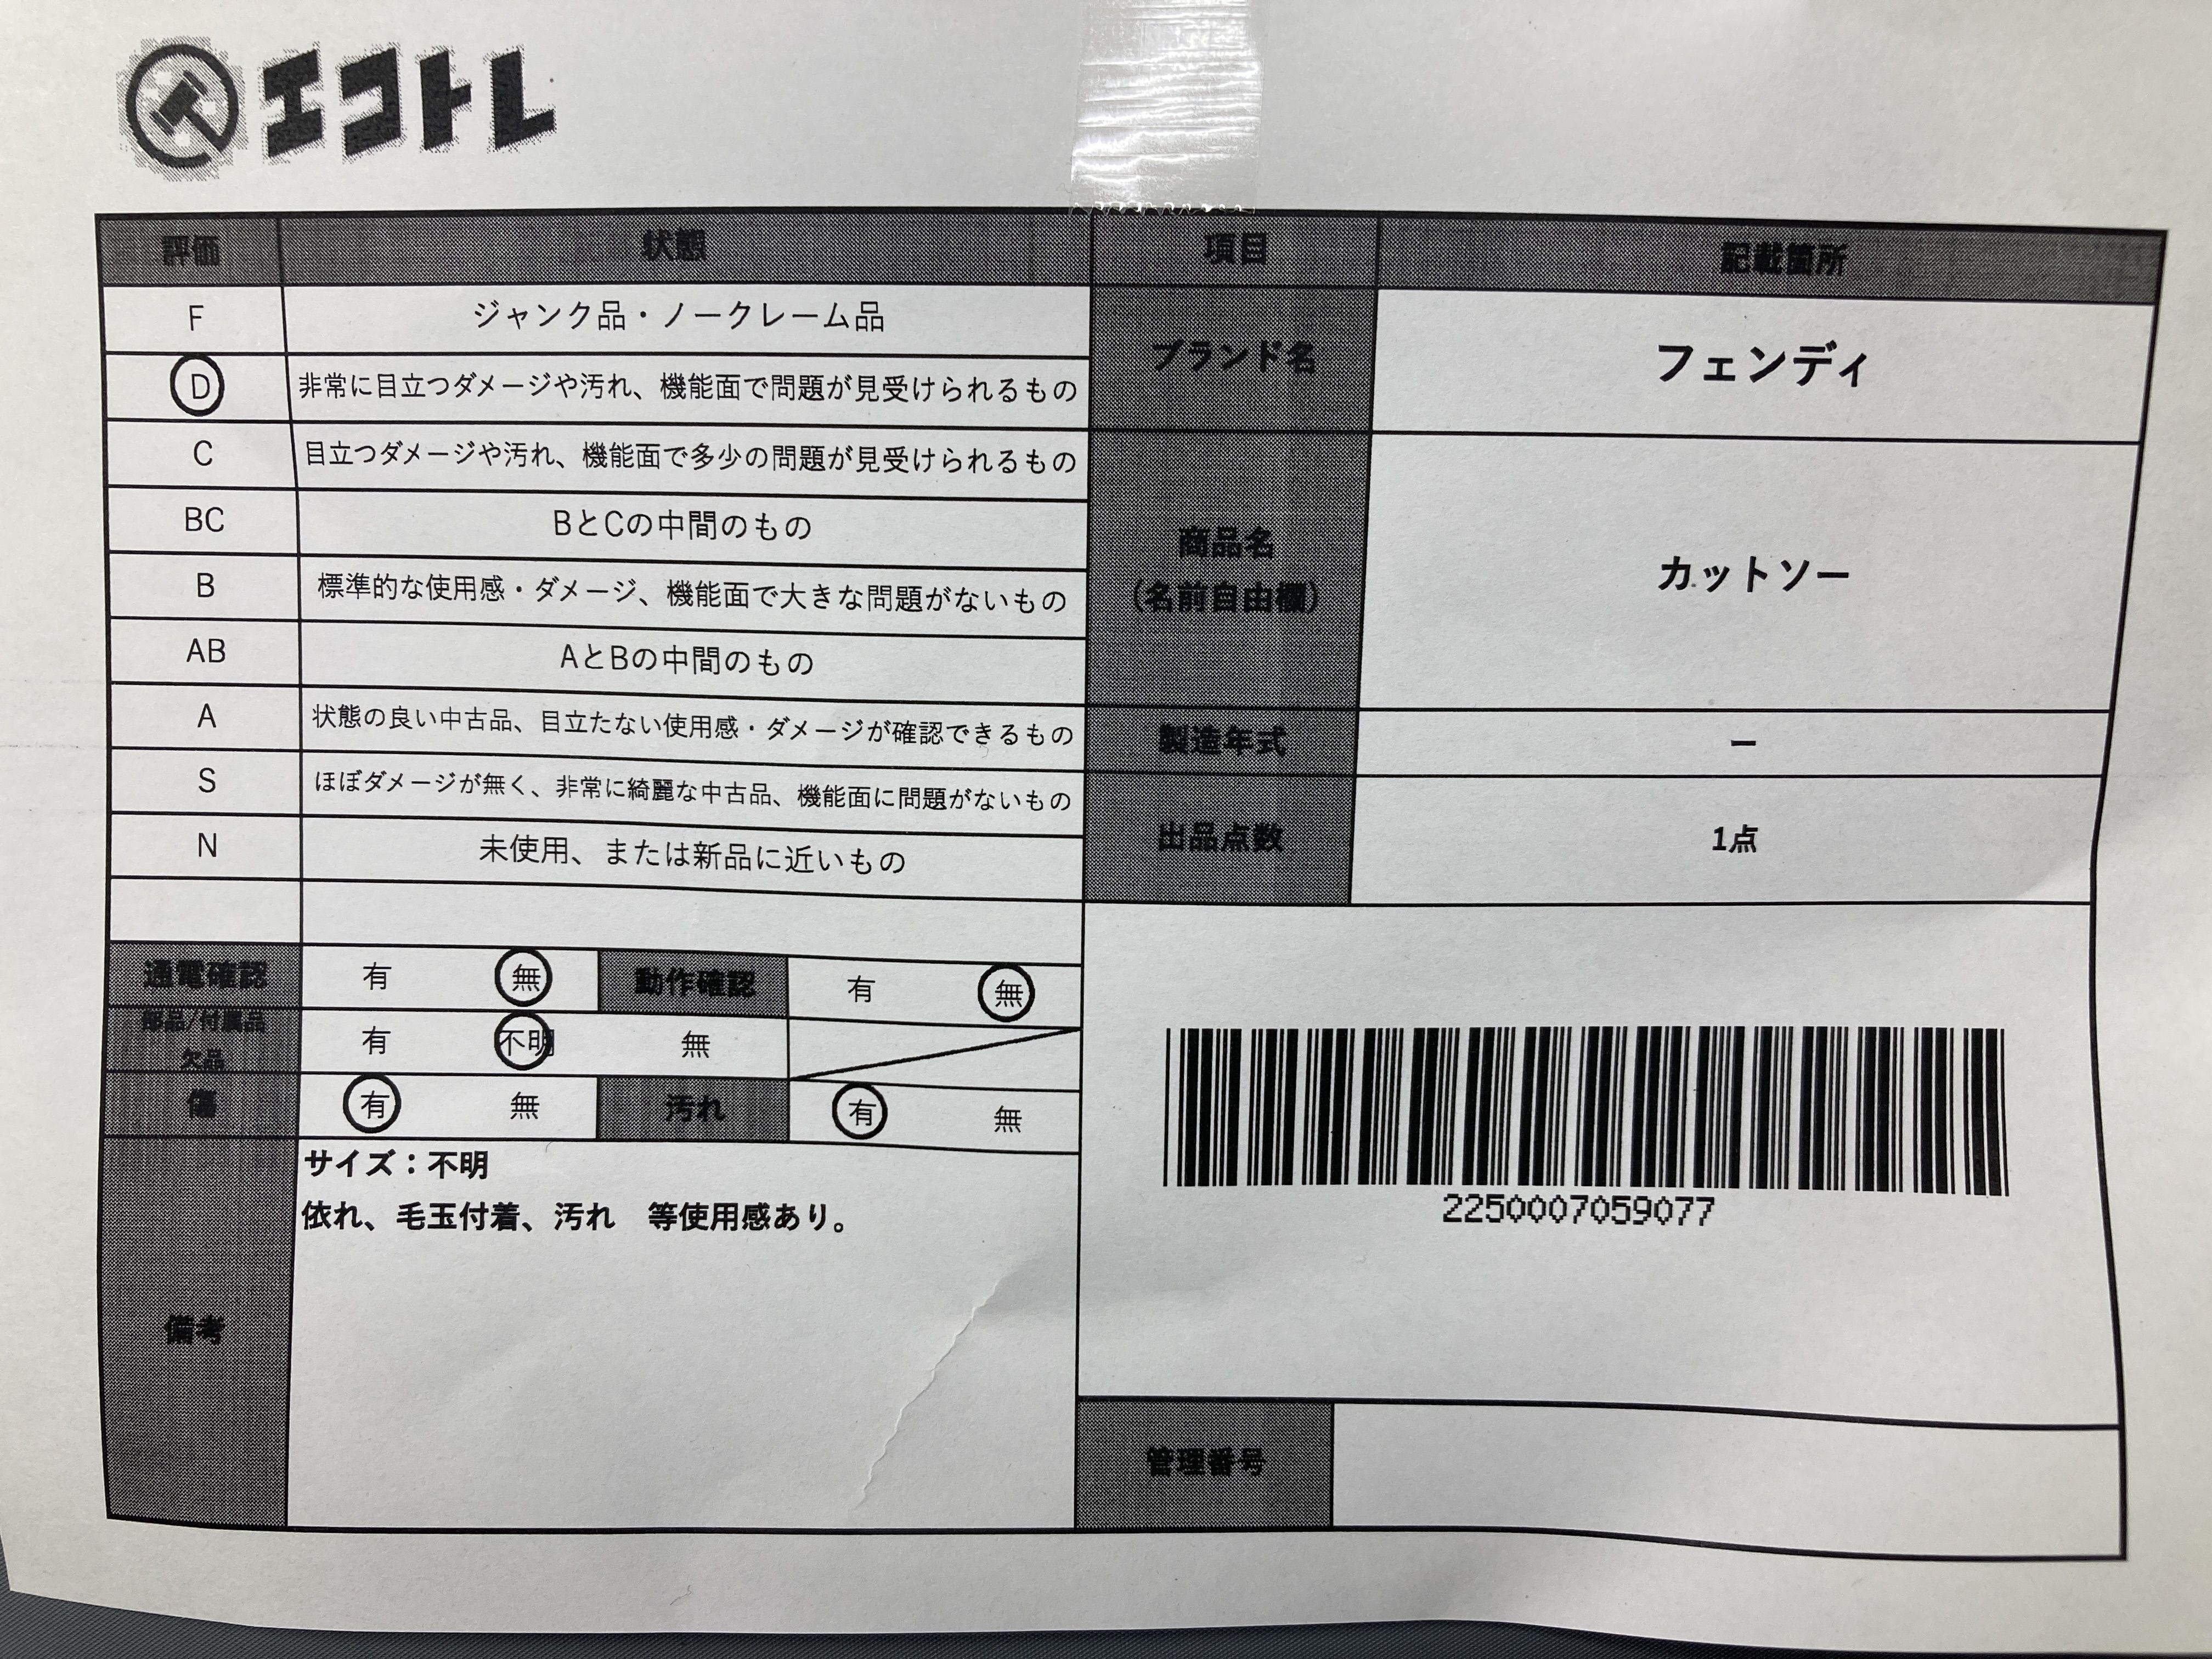 エコトレ
評価 状態 項目 記載箇所
F ジャンク品・ノークレーム品
D 非常に目立つダメージや汚れ、機能面で問題が見受けられるもの
ブランド名 フェンディ
C 目立つダメージや汚れ、機能面で多少の問題が見受けられるもの
BC BとCの中間のもの
B 標準的な使用感・ダメージ、機能面で大きな問題がないもの
商品名
(名前自由欄)
カットソー
AB AとBの中間のもの
A 状態の良い中古品、目立たない使用感・ダメージが確認できるもの
製造年式 ー
S ほぼダメージが無く、非常に綺麗な中古品、機能面に問題がないもの
出品点数 1点
N 未使用、または新品に近いもの
通電確認 有 無 動作確認 有 無
部品/付属品
欠品
有 不明 無
傷 有 無 汚れ 有 無
備考
サイズ：不明
依れ、毛玉付着、汚れ　等使用感あり。
2250007059077
管理番号